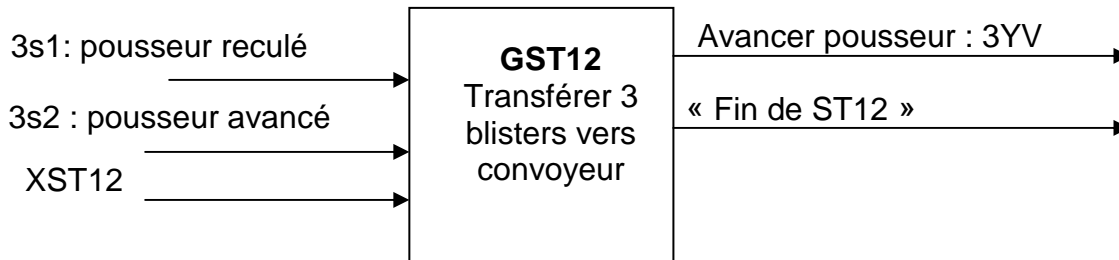 3s1: pousseur reculé
3s2 : pousseur avancé
XST12
GST12
Transférer 3
blisters vers
convoyeur
Avancer pousseur : 3YV
« Fin de ST12 »